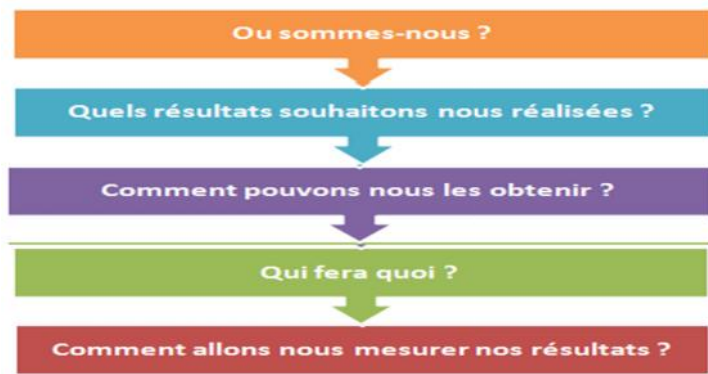 Ou sommes-nous ?
Quels résultats souhaitons nous réalisées ?
Comment pouvons nous les obtenir ?
Qui fera quoi ?
Comment allons nous mesurer nos résultats ?